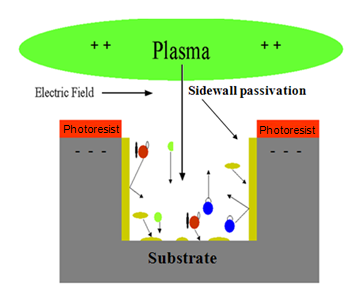 + + Plasma + +
Electric Field
Sidewall passivation
Photoresist Photoresist
- - - - - -
Substrate